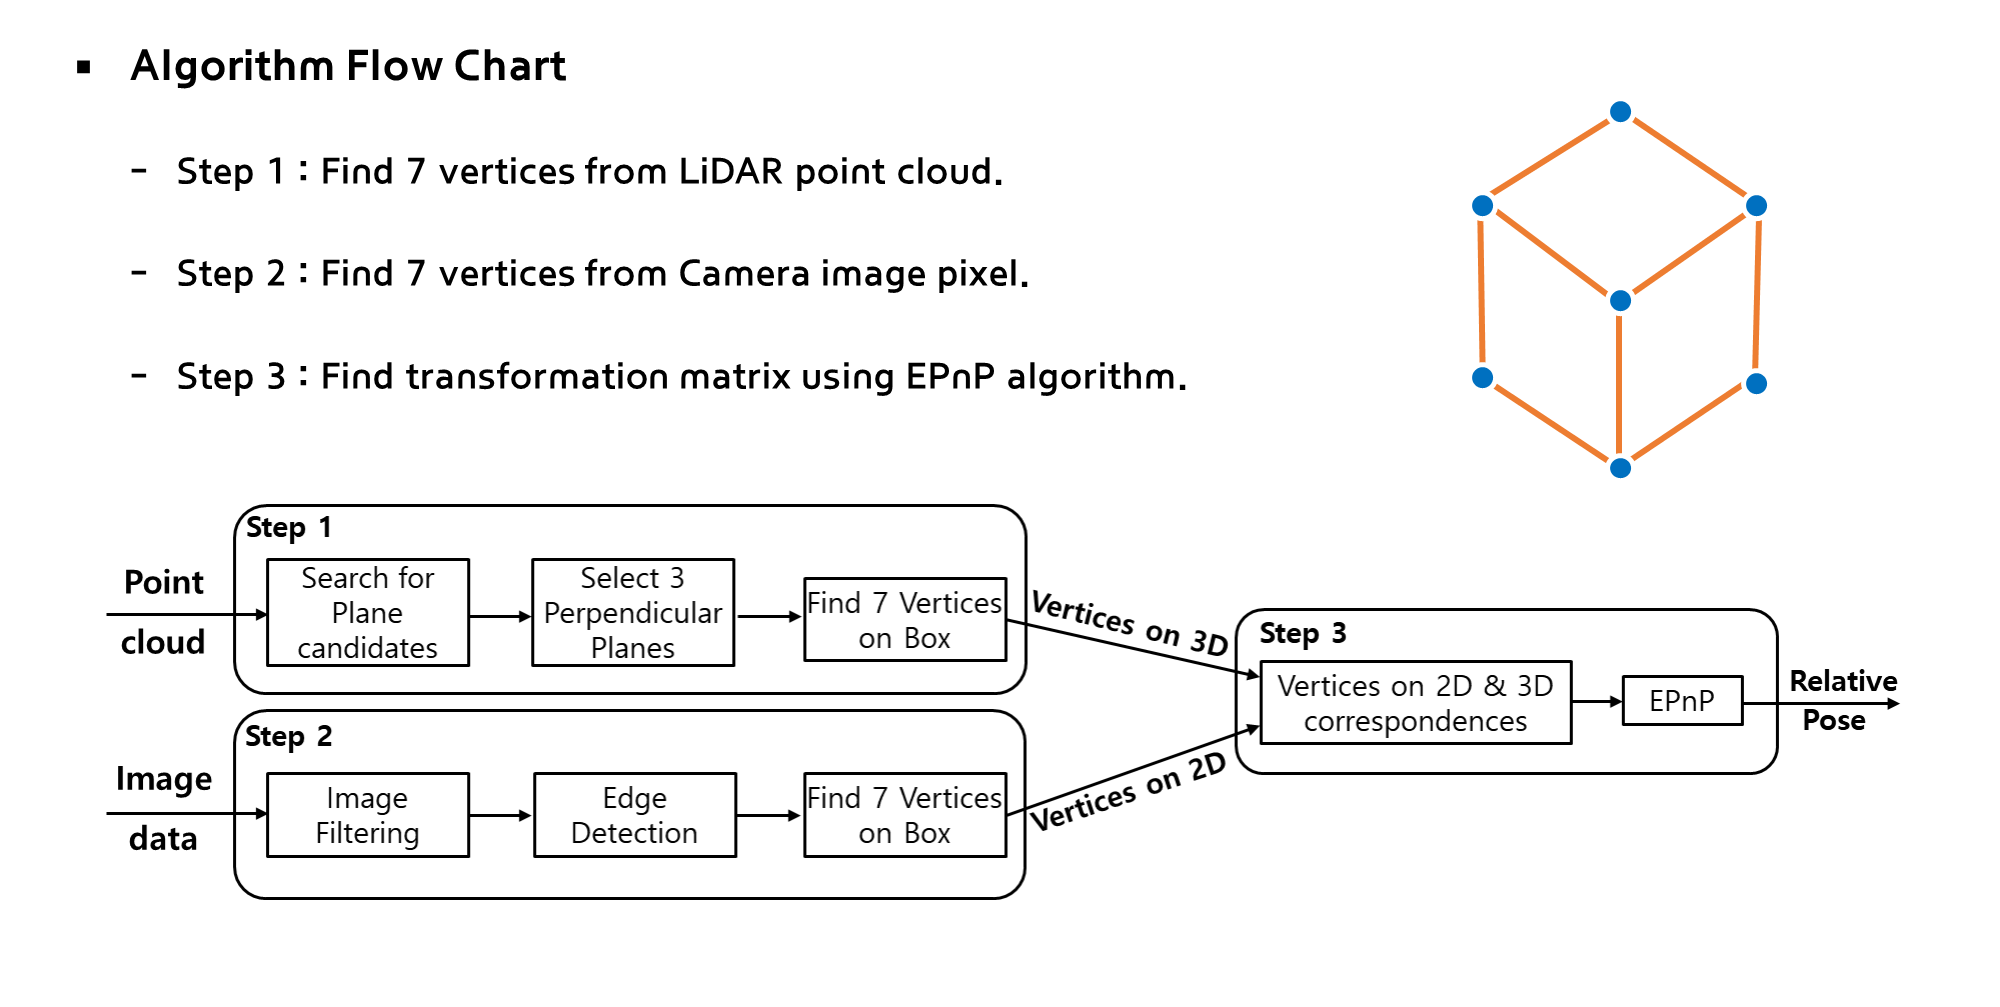 ▪ Algorithm Flow Chart
- Step 1 : Find 7 vertices from LiDAR point cloud.
- Step 2 : Find 7 vertices from Camera image pixel.
- Step 3 : Find transformation matrix using EPnP algorithm.
Step 1
Point
cloud
Search for
Plane
candidates
Select 3
Perpendicular
Planes
Find 7 Vertices
on Box
Vertices on 3D
Step 2
Image
data
Image
Filtering
Edge
Detection
Find 7 Vertices
on Box
Vertices on 2D
Step 3
Vertices on 2D & 3D
correspondences
EPnP
Relative
Pose